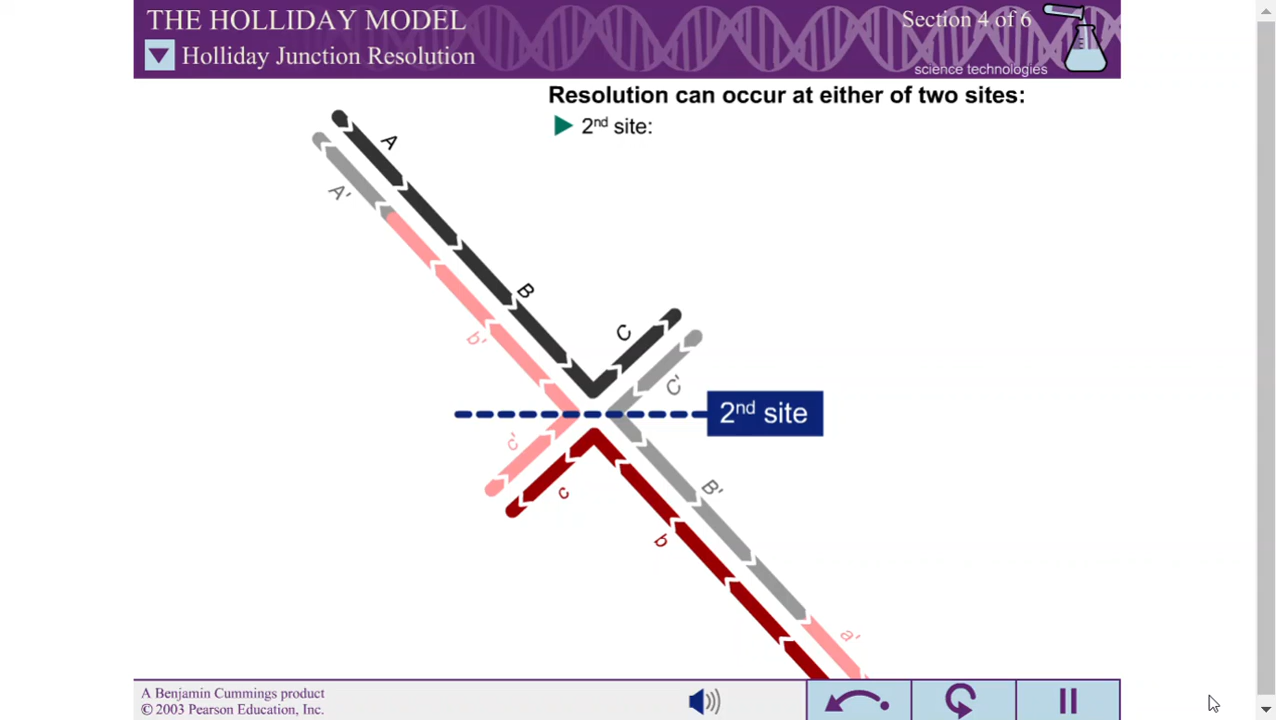 THE HOLLIDAY MODEL
Section 4 of 6
Holliday Junction Resolution
science technologies
Resolution can occur at either of two sites:
2nd site:
A
A'
B
b'
C
C'
2nd site
c'
c
B'
b
a'
A Benjamin Cummings product
© 2003 Pearson Education, Inc.